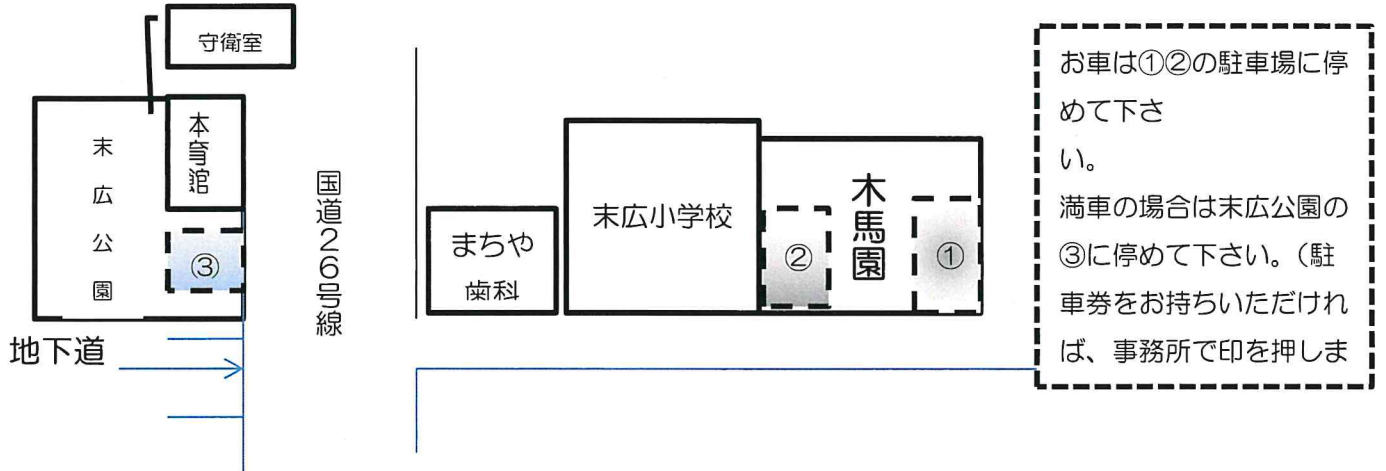 守衛室
本育館
末広公園
③
地下道
国道26号線
まちや
歯科
末広小学校
②
木馬園
①
お車は①②の駐車場に停
めて下さ
い。
満車の場合は末広公園の
③に停めて下さい。（駐
車券をお持ちいただけれ
ば、事務所で印を押しま